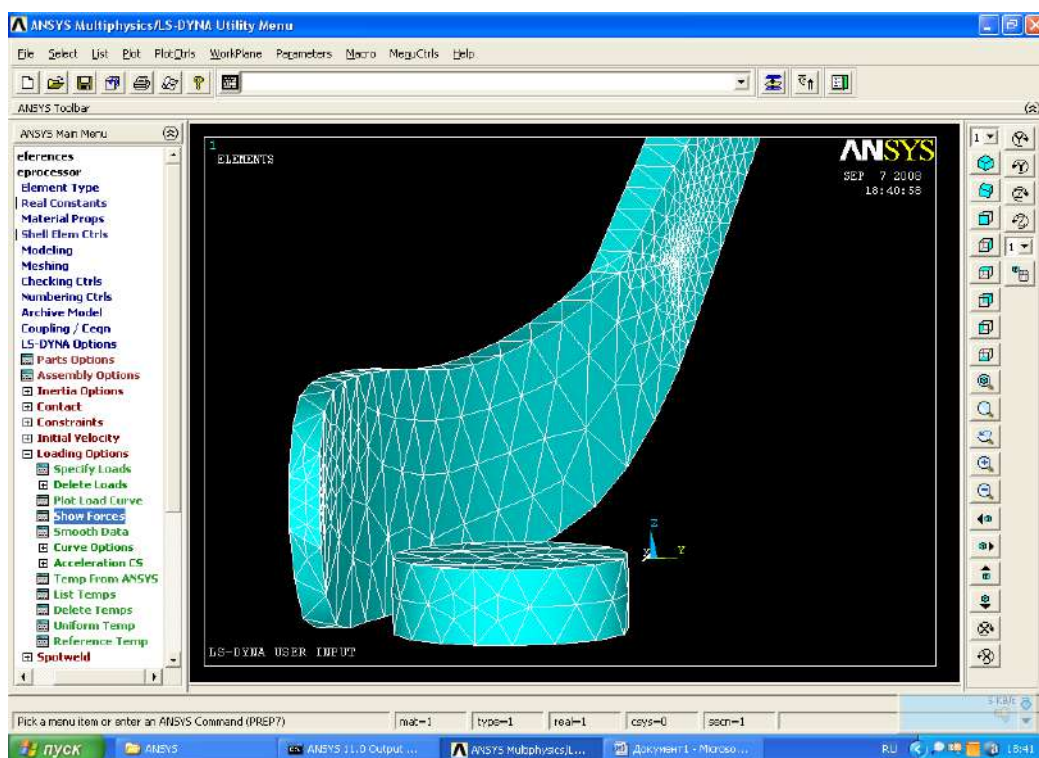 ANSYS Multiphysics/LS-DYNA Utility Menu
File Select List Plot PlotCtrls WorkPlane Parameters Macro MenuCtrls Help
ANSYS Toolbar
ANSYS Main Menu
eferences
eprocessor
Element Type
Real Constants
Material Props
Shell Elem Ctrls
Modeling
Meshing
Checking Ctrls
Numbering Ctrls
Archive Model
Coupling / Ceqn
LS-DYNA Options
Parts Options
Assembly Options
Inertia Options
Contact
Constraints
Initial Velocity
Loading Options
Specify Loads
Delete Loads
Plot Load Curve
Show Forces
Smooth Data
Curve Options
Acceleration CS
Temp From ANSYS
List Temps
Delete Temps
Uniform Temp
Reference Temp
Spotweld
1
ELEMENTS
ANSYS
SEP 7 2008
18:40:58
Z
Y
X
LS-DYNA USER INPUT
1
1
Pick a menu item or enter an ANSYS Command (PREP7)
mat=1
type=1
real=1
csys=0
secn=1
пуск
ANSYS
ANSYS 11.0 Output ...
ANSYS Multiphysics/L...
Документ1 - Microso...
RU
18:41